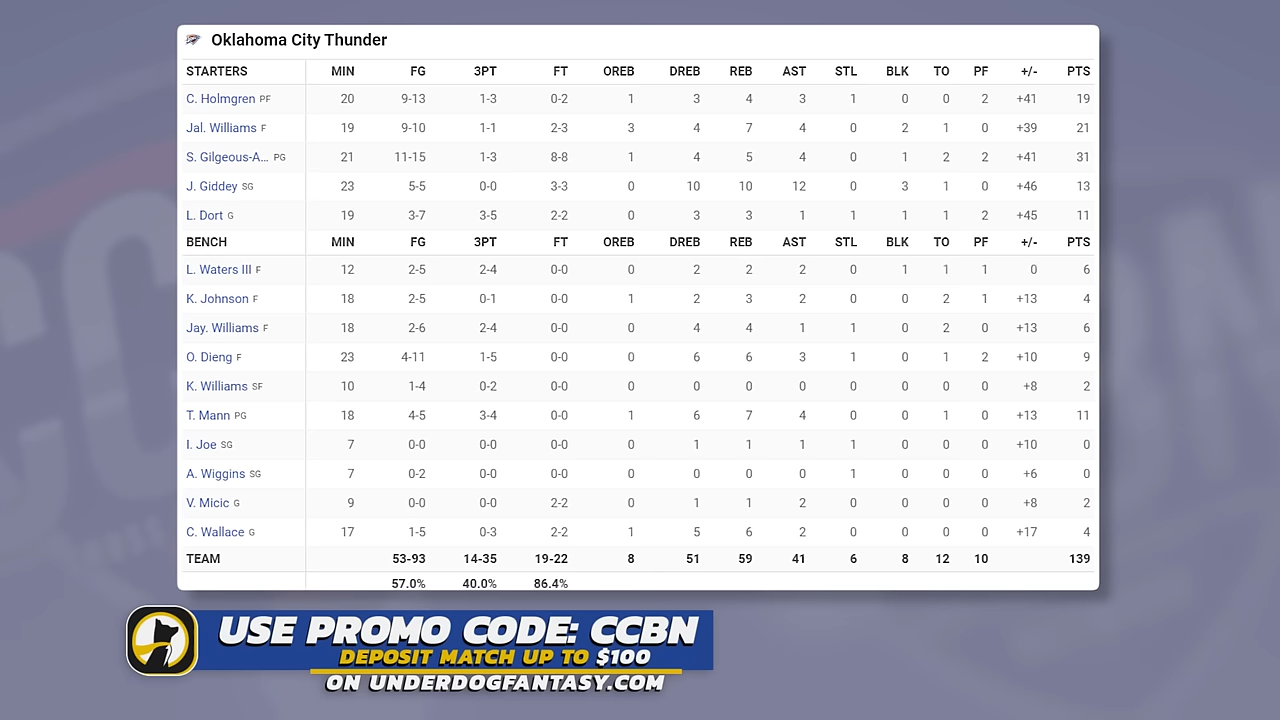 Oklahoma City Thunder
STARTERS MIN FG 3PT FT OREB DREB REB AST STL BLK TO PF +/- PTS
C. Holmgren PF 20 9-13 1-3 0-2 1 3 4 3 1 0 0 2 +41 19
Jal. Williams F 19 9-10 1-1 2-3 3 4 7 4 0 2 1 0 +39 21
S. Gilgeous-A... PG 21 11-15 1-3 8-8 1 4 5 4 0 1 2 2 +41 31
J. Giddey SG 23 5-5 0-0 3-3 0 10 10 12 0 3 1 0 +46 13
L. Dort G 19 3-7 3-5 2-2 0 3 3 1 1 1 1 2 +45 11
BENCH MIN FG 3PT FT OREB DREB REB AST STL BLK TO PF +/- PTS
L. Waters III F 12 2-5 2-4 0-0 0 2 2 2 0 1 1 1 0 6
K. Johnson F 18 2-5 0-1 0-0 1 2 3 2 0 0 2 1 +13 4
Jay. Williams F 18 2-6 2-4 0-0 0 4 4 1 1 0 2 0 +13 6
O. Dieng F 23 4-11 1-5 0-0 0 6 6 3 1 0 1 2 +10 9
K. Williams SF 10 1-4 0-2 0-0 0 0 0 0 0 0 0 0 +8 2
T. Mann PG 18 4-5 3-4 0-0 1 6 7 4 0 0 1 0 +13 11
I. Joe SG 7 0-0 0-0 0-0 0 1 1 1 1 0 0 0 +10 0
A. Wiggins SG 7 0-2 0-0 0-0 0 0 0 0 1 0 0 0 +6 0
V. Micic G 9 0-0 0-0 2-2 0 1 1 2 0 0 0 0 +8 2
C. Wallace G 17 1-5 0-3 2-2 1 5 6 2 0 0 0 0 +17 4
TEAM 53-93 14-35 19-22 8 51 59 41 6 8 12 10 139
57.0% 40.0% 86.4%
USE PROMO CODE: CCBN
DEPOSIT MATCH UP TO $100
ON UNDERDOGFANTASY.COM